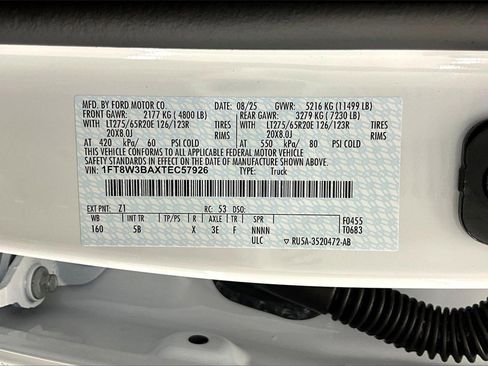 MFD. BY FORD MOTOR CO. DATE: 08/25 GVWR: 5216 KG (11499 LB)
FRONT GAWR: 2177 KG (4800 LB) REAR GAWR: 3279 KG (7230 LB)
WITH LT275/65R20E 126/123R TIRES LT275/65R20E 126/123R TIRES
20X8.0J RIMS 20X8.0J RIMS
AT 420 kPa/ 60 PSI COLD AT 550 kPa/ 80 PSI COLD
THIS VEHICLE CONFORMS TO ALL APPLICABLE FEDERAL MOTOR VEHICLE SAFETY STANDARDS IN EFFECT ON THE DATE OF MANUFACTURE SHOWN ABOVE.
VIN: 1FT8W3BAXTEC57926 TYPE: Truck
EXT PNT: Z1 RC: 53 DSO:
WB INT TR TP/PS R AXLE TR SPR F0455
160 5B X 3E F NNNN T0683
ULC RU5A-3520472-AB